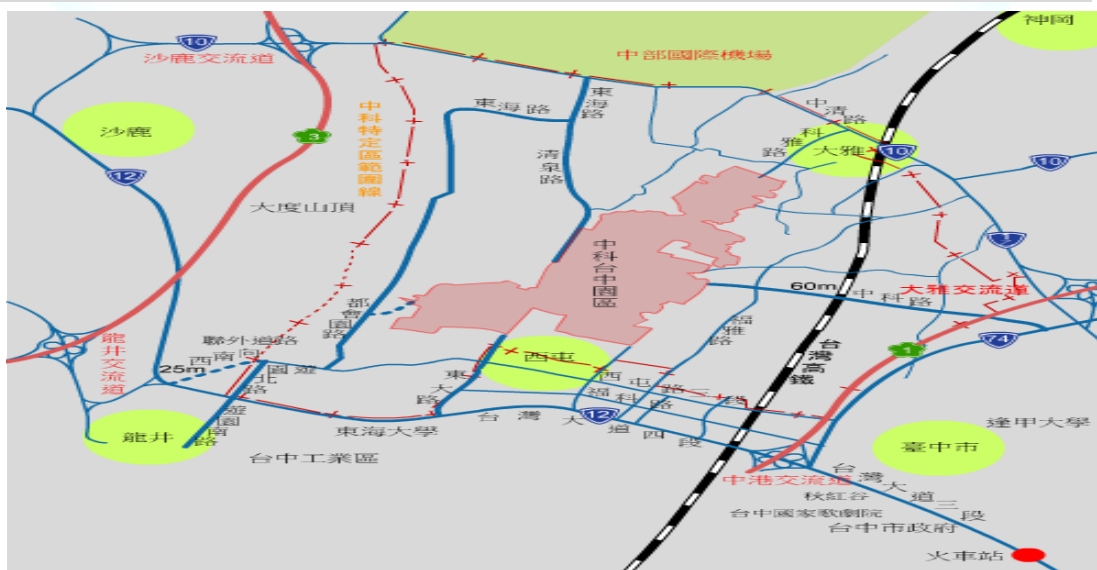 神岡
10
沙鹿交流道
中部國際機場
東海路
東海路
中清路
科雅路
沙鹿
3
中科特定區範圍線
大雅
10
10
12
清泉路
大度山頂
3
中科台中園區
大雅交流道
60m
中科路
都會園路
聯外道路
西南向
25m
龍井交流道
福雅路
台灣高鐵
1
74
西屯
遊園北路
東大路
西屯路二段
福科路
台灣大道四段
12
龍井
遊園南路
東海大學
台中工業區
逢甲大學
臺中市
中港交流道
台灣大道三段
秋紅谷
台中國家歌劇院
台中市政府
火車站